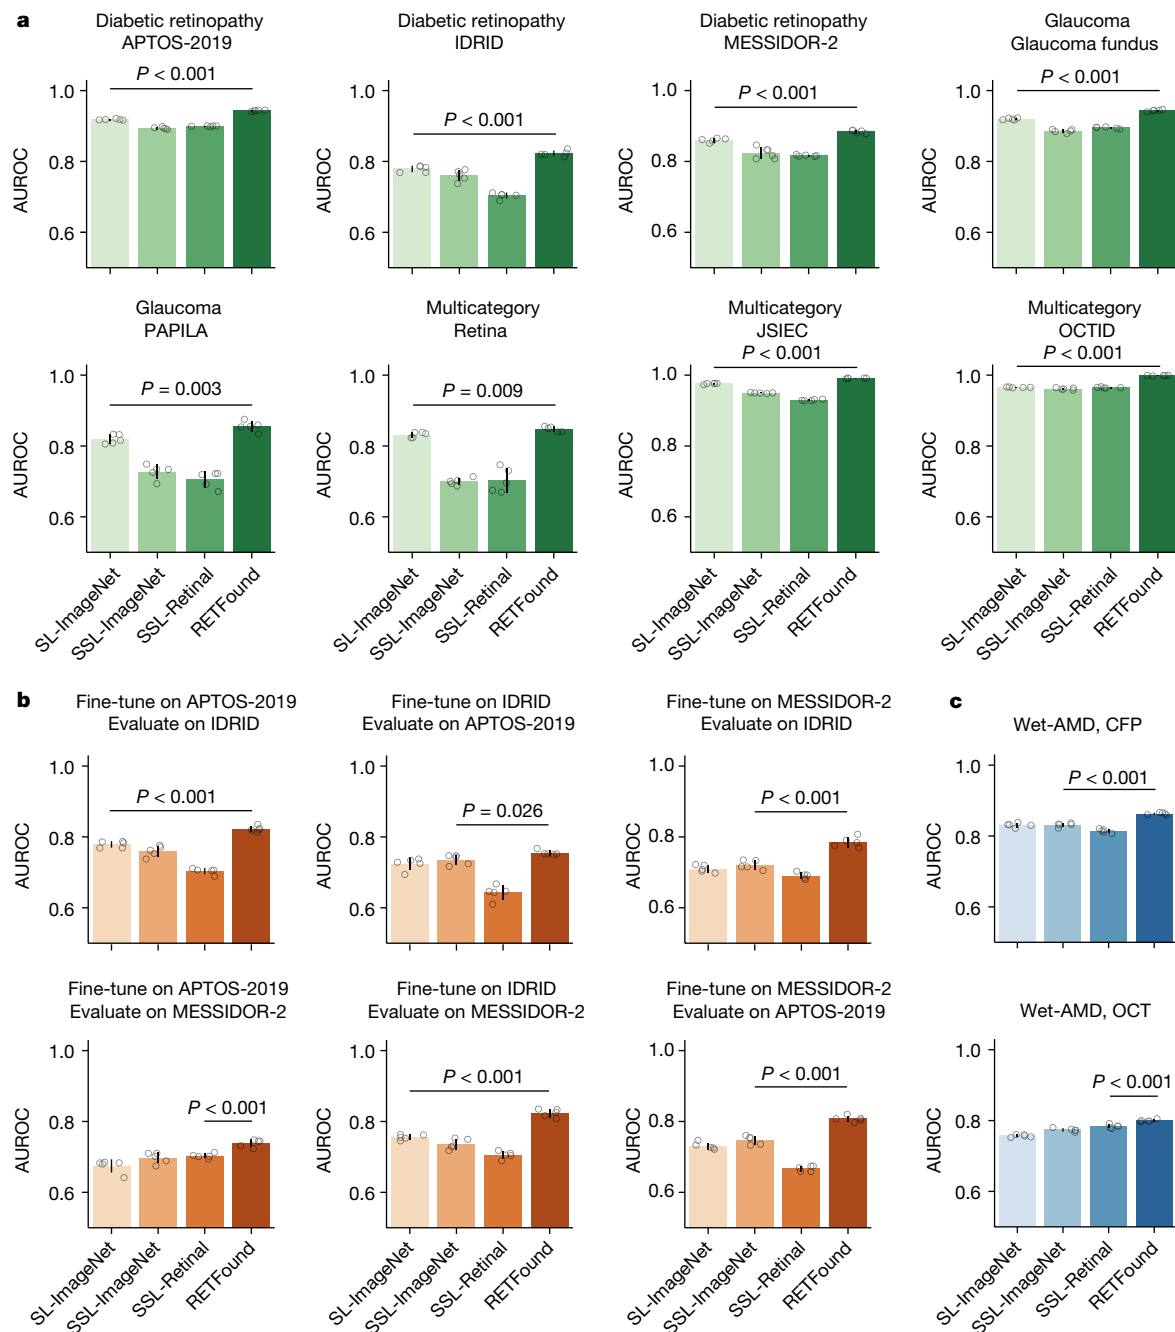 a
Diabetic retinopathy
APTOS-2019
P < 0.001
1.0
0.8
0.6
AUROC
Diabetic retinopathy
IDRID
P < 0.001
1.0
0.8
0.6
AUROC
Diabetic retinopathy
MESSIDOR-2
P < 0.001
1.0
0.8
0.6
AUROC
Glaucoma
Glaucoma fundus
P < 0.001
1.0
0.8
0.6
AUROC
Glaucoma
PAPILA
P = 0.003
1.0
0.8
0.6
AUROC
SL-ImageNet
SSL-ImageNet
SSL-Retinal
RETFound
Multicategory
Retina
P = 0.009
1.0
0.8
0.6
AUROC
SL-ImageNet
SSL-ImageNet
SSL-Retinal
RETFound
Multicategory
JSIEC
P < 0.001
1.0
0.8
0.6
AUROC
SL-ImageNet
SSL-ImageNet
SSL-Retinal
RETFound
Multicategory
OCTID
P < 0.001
1.0
0.8
0.6
AUROC
SL-ImageNet
SSL-ImageNet
SSL-Retinal
RETFound
b
Fine-tune on APTOS-2019
Evaluate on IDRID
P < 0.001
1.0
0.8
0.6
AUROC
Fine-tune on IDRID
Evaluate on APTOS-2019
P = 0.026
1.0
0.8
0.6
AUROC
Fine-tune on MESSIDOR-2
Evaluate on IDRID
P < 0.001
1.0
0.8
0.6
AUROC
Fine-tune on APTOS-2019
Evaluate on MESSIDOR-2
P < 0.001
1.0
0.8
0.6
AUROC
SL-ImageNet
SSL-ImageNet
SSL-Retinal
RETFound
Fine-tune on IDRID
Evaluate on MESSIDOR-2
P < 0.001
1.0
0.8
0.6
AUROC
SL-ImageNet
SSL-ImageNet
SSL-Retinal
RETFound
Fine-tune on MESSIDOR-2
Evaluate on APTOS-2019
P < 0.001
1.0
0.8
0.6
AUROC
SL-ImageNet
SSL-ImageNet
SSL-Retinal
RETFound
c
Wet-AMD, CFP
P < 0.001
1.0
0.8
0.6
AUROC
Wet-AMD, OCT
P < 0.001
1.0
0.8
0.6
AUROC
SL-ImageNet
SSL-ImageNet
SSL-Retinal
RETFound